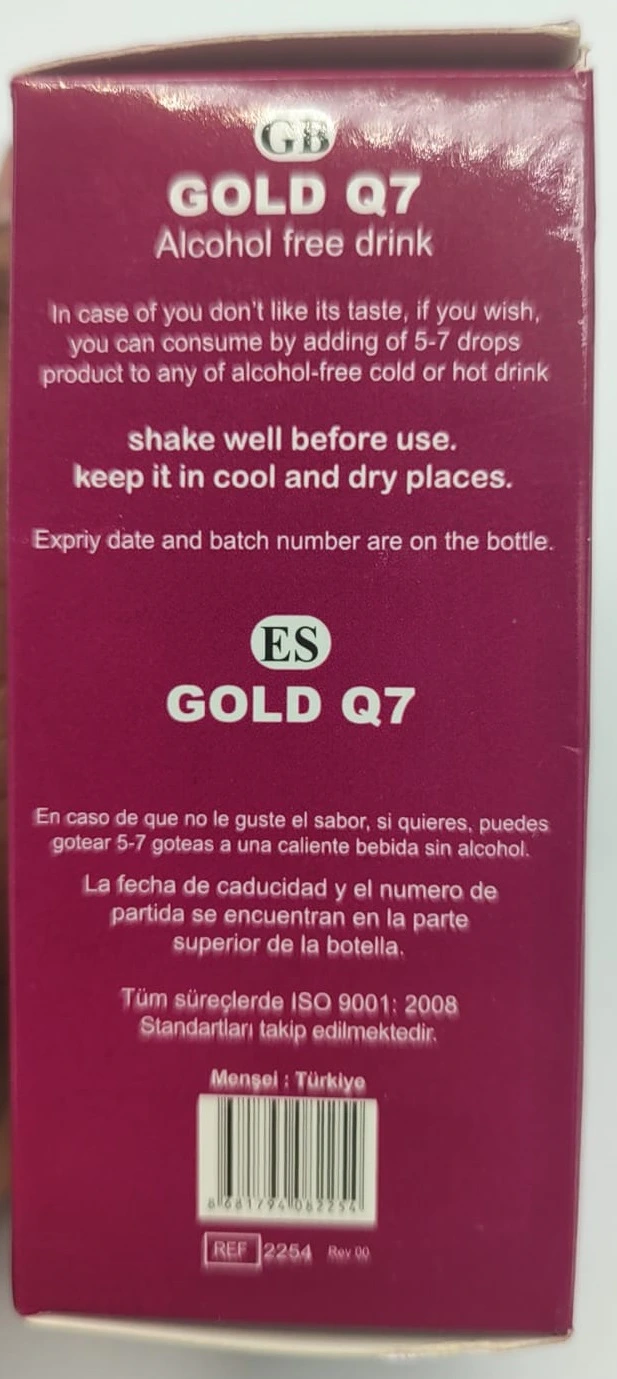 GB
GOLD Q7
Alcohol free drink
In case of you don't like its taste, if you wish,
you can consume by adding of 5-7 drops
product to any of alcohol-free cold or hot drink
shake well before use.
keep it in cool and dry places.
Expriy date and batch number are on the bottle.
ES
GOLD Q7
En caso de que no le guste el sabor, si quieres, puedes
gotear 5-7 goteas a una caliente bebida sin alcohol.
La fecha de caducidad y el numero de
partida se encuentran en la parte
superior de la botella.
Tüm süreçlerde ISO 9001: 2008
Standartları takip edilmektedir.
Menşei : Türkiye
8 681794 082254
REF 2254 Rev 00